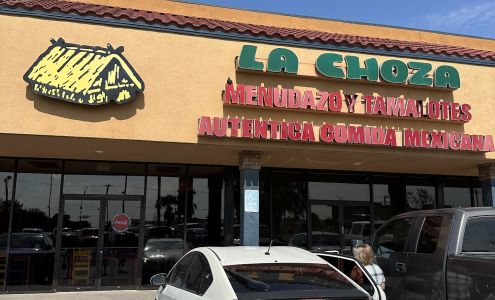 LA CHOZA
MENUDAZO Y TAMALOTES
AUTENTICA COMIDA MEXICANA